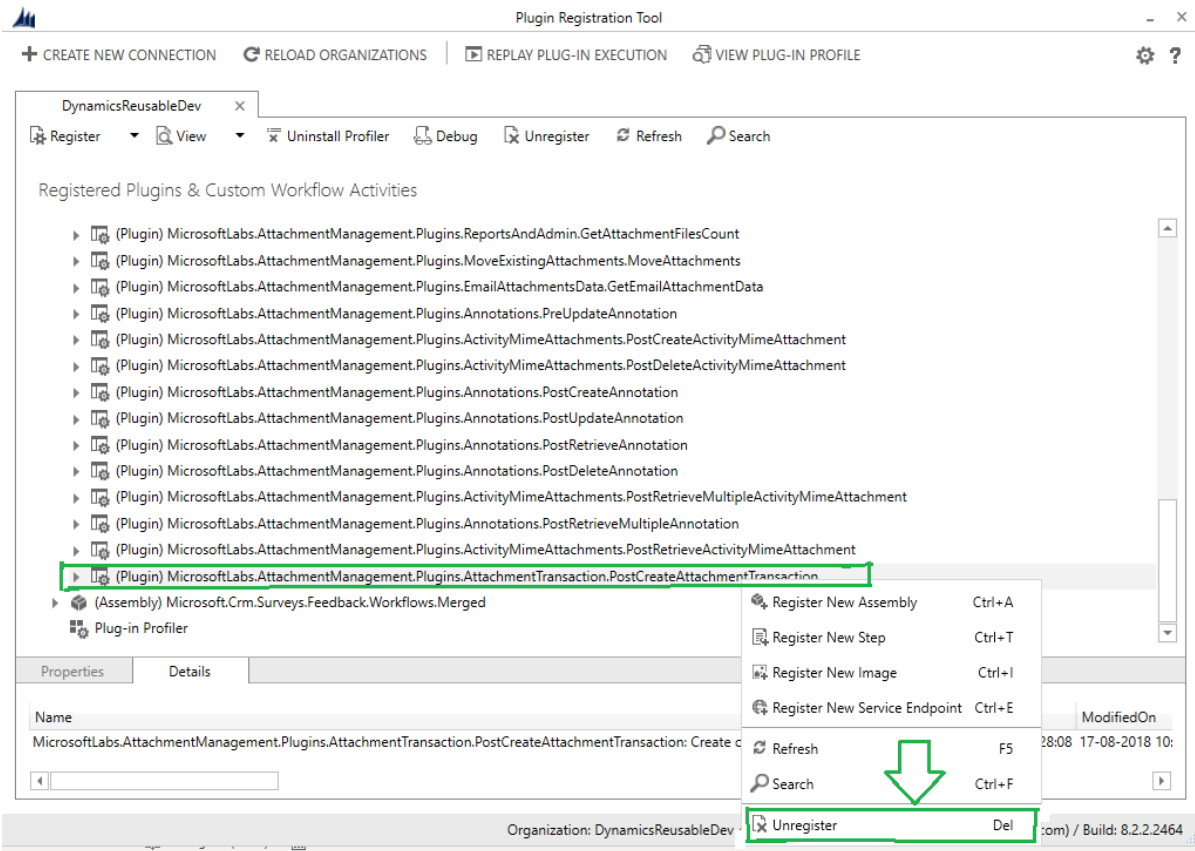 Plugin Registration Tool
CREATE NEW CONNECTION RELOAD ORGANIZATIONS REPLAY PLUG-IN EXECUTION VIEW PLUG-IN PROFILE ?
DynamicsReusableDev ×
Register View Uninstall Profiler Debug Unregister Refresh Search
Registered Plugins & Custom Workflow Activities
(Plugin) MicrosoftLabs.AttachmentManagement.Plugins.ReportsAndAdmin.GetAttachmentFilesCount
(Plugin) MicrosoftLabs.AttachmentManagement.Plugins.MoveExistingAttachments.MoveAttachments
(Plugin) MicrosoftLabs.AttachmentManagement.Plugins.EmailAttachmentsData.GetEmailAttachmentData
(Plugin) MicrosoftLabs.AttachmentManagement.Plugins.Annotations.PreUpdateAnnotation
(Plugin) MicrosoftLabs.AttachmentManagement.Plugins.ActivityMimeAttachments.PostCreateActivityMimeAttachment
(Plugin) MicrosoftLabs.AttachmentManagement.Plugins.ActivityMimeAttachments.PostDeleteActivityMimeAttachment
(Plugin) MicrosoftLabs.AttachmentManagement.Plugins.Annotations.PostCreateAnnotation
(Plugin) MicrosoftLabs.AttachmentManagement.Plugins.Annotations.PostUpdateAnnotation
(Plugin) MicrosoftLabs.AttachmentManagement.Plugins.Annotations.PostRetrieveAnnotation
(Plugin) MicrosoftLabs.AttachmentManagement.Plugins.Annotations.PostDeleteAnnotation
(Plugin) MicrosoftLabs.AttachmentManagement.Plugins.ActivityMimeAttachments.PostRetrieveMultipleActivityMimeAttachment
(Plugin) MicrosoftLabs.AttachmentManagement.Plugins.Annotations.PostRetrieveMultipleAnnotation
(Plugin) MicrosoftLabs.AttachmentManagement.Plugins.ActivityMimeAttachments.PostRetrieveActivityMimeAttachment
(Plugin) MicrosoftLabs.AttachmentManagement.Plugins.AttachmentTransaction.PostCreateAttachmentTransaction
(Assembly) Microsoft.Crm.Surveys.Feedback.Workflows.Merged
Plug-in Profiler
Register New Assembly Ctrl+A
Register New Step Ctrl+T
Register New Image Ctrl+I
Register New Service Endpoint Ctrl+E
Refresh F5
Search Ctrl+F
Unregister Del
Properties Details
Name ModifiedOn
MicrosoftLabs.AttachmentManagement.Plugins.AttachmentTransaction.PostCreateAttachmentTransaction: Create 28:08 17-08-2018 10:
Organization: DynamicsReusableDev com) / Build: 8.2.2.2464